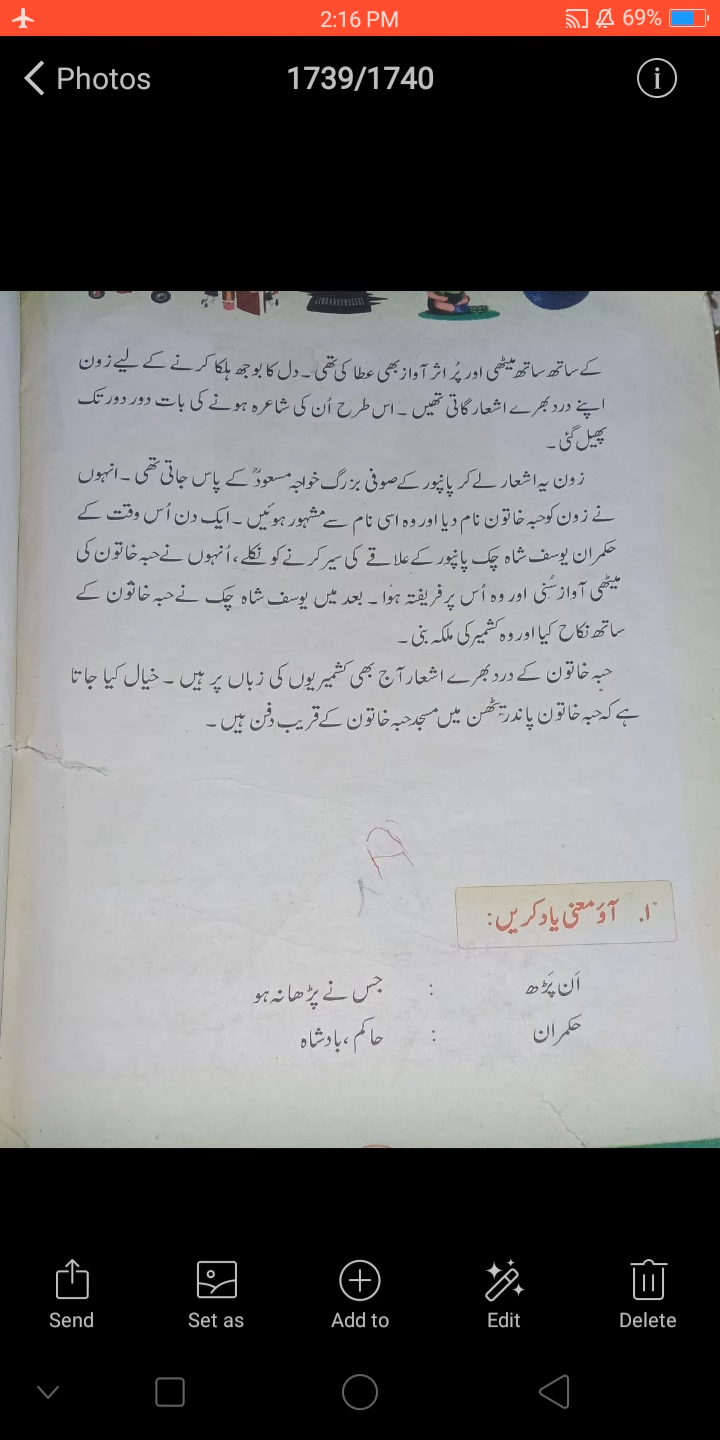 2:16 PM
69%
Photos
1739/1740
کے ساتھ ساتھ میٹھی اور پُر اثر آواز بھی عطا کی تھی۔ دل کا بوجھ ہلکا کرنے کے لیے زون
اپنے درد بھرے اشعار گاتی تھیں۔ اس طرح اُن کی شاعرہ ہونے کی بات دور دور تک
پھیل گئی۔
زون یہ اشعار لے کر پانپور کے صوفی بزرگ خواجہ مسعودؒ کے پاس جاتی تھی۔ انہوں
نے زون کو حبہ خاتون نام دیا اور وہ اسی نام سے مشہور ہوئیں۔ ایک دن اُس وقت کے
حکمران یوسف شاہ چک پانپور کے علاقے کی سیر کرنے کو نکلے، اُنہوں نے حبہ خاتون کی
میٹھی آواز سُنی اور وہ اُس پر فریفتہ ہوا۔ بعد میں یوسف شاہ چک نے حبہ خاتون کے
ساتھ نکاح کیا اور وہ کشمیر کی ملکہ بنی۔
حبہ خاتون کے درد بھرے اشعار آج بھی کشمیریوں کی زباں پر ہیں۔ خیال کیا جاتا
ہے کہ حبہ خاتون پاندرٹھن میں مسجد حبہ خاتون کے قریب دفن ہیں۔
۱. آؤ معنی یاد کریں:
اَن پَڑھ : جس نے پڑھا نہ ہو
حکمران : حاکم، بادشاہ
Send
Set as
Add to
Edit
Delete